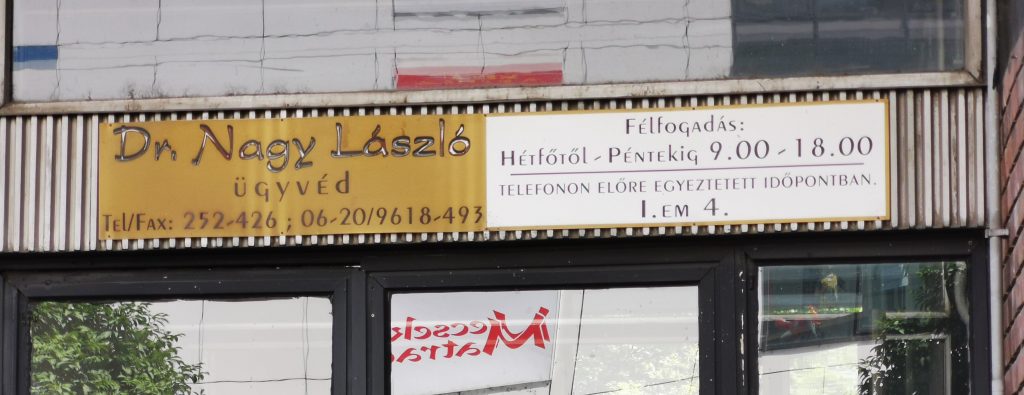 Dr. Nagy László
ügyvéd
Tel/Fax: 252-426 ; 06-20/9618-493
Félfogadás:
Hétfőtől - Péntekig 9.00 - 18.00
TELEFONON ELŐRE EGYEZTETETT IDŐPONTBAN.
I. EM 4.
Mecsek